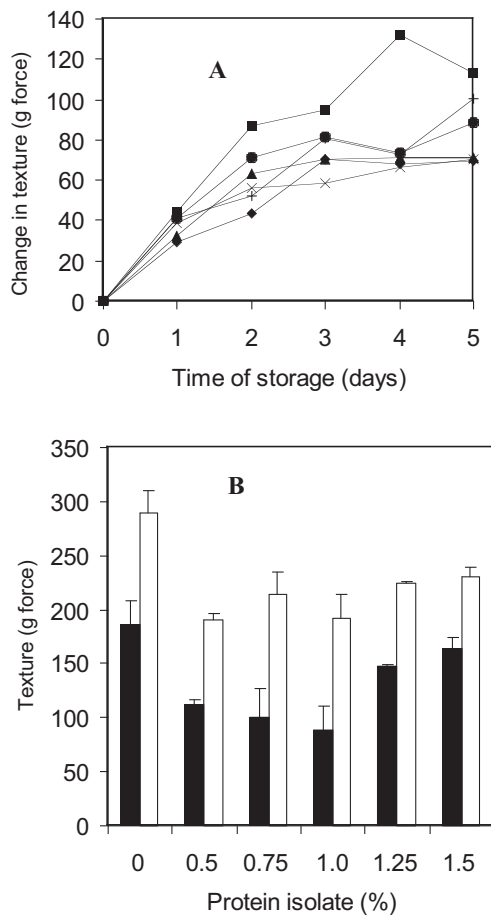 140
120
100
80
60
40
20
0
A
Change in texture (g force)
0 1 2 3 4 5
Time of storage (days)
350
300
250
200
150
100
50
0
B
Texture (g force)
0 0.5 0.75 1.0 1.25 1.5
Protein isolate (%)